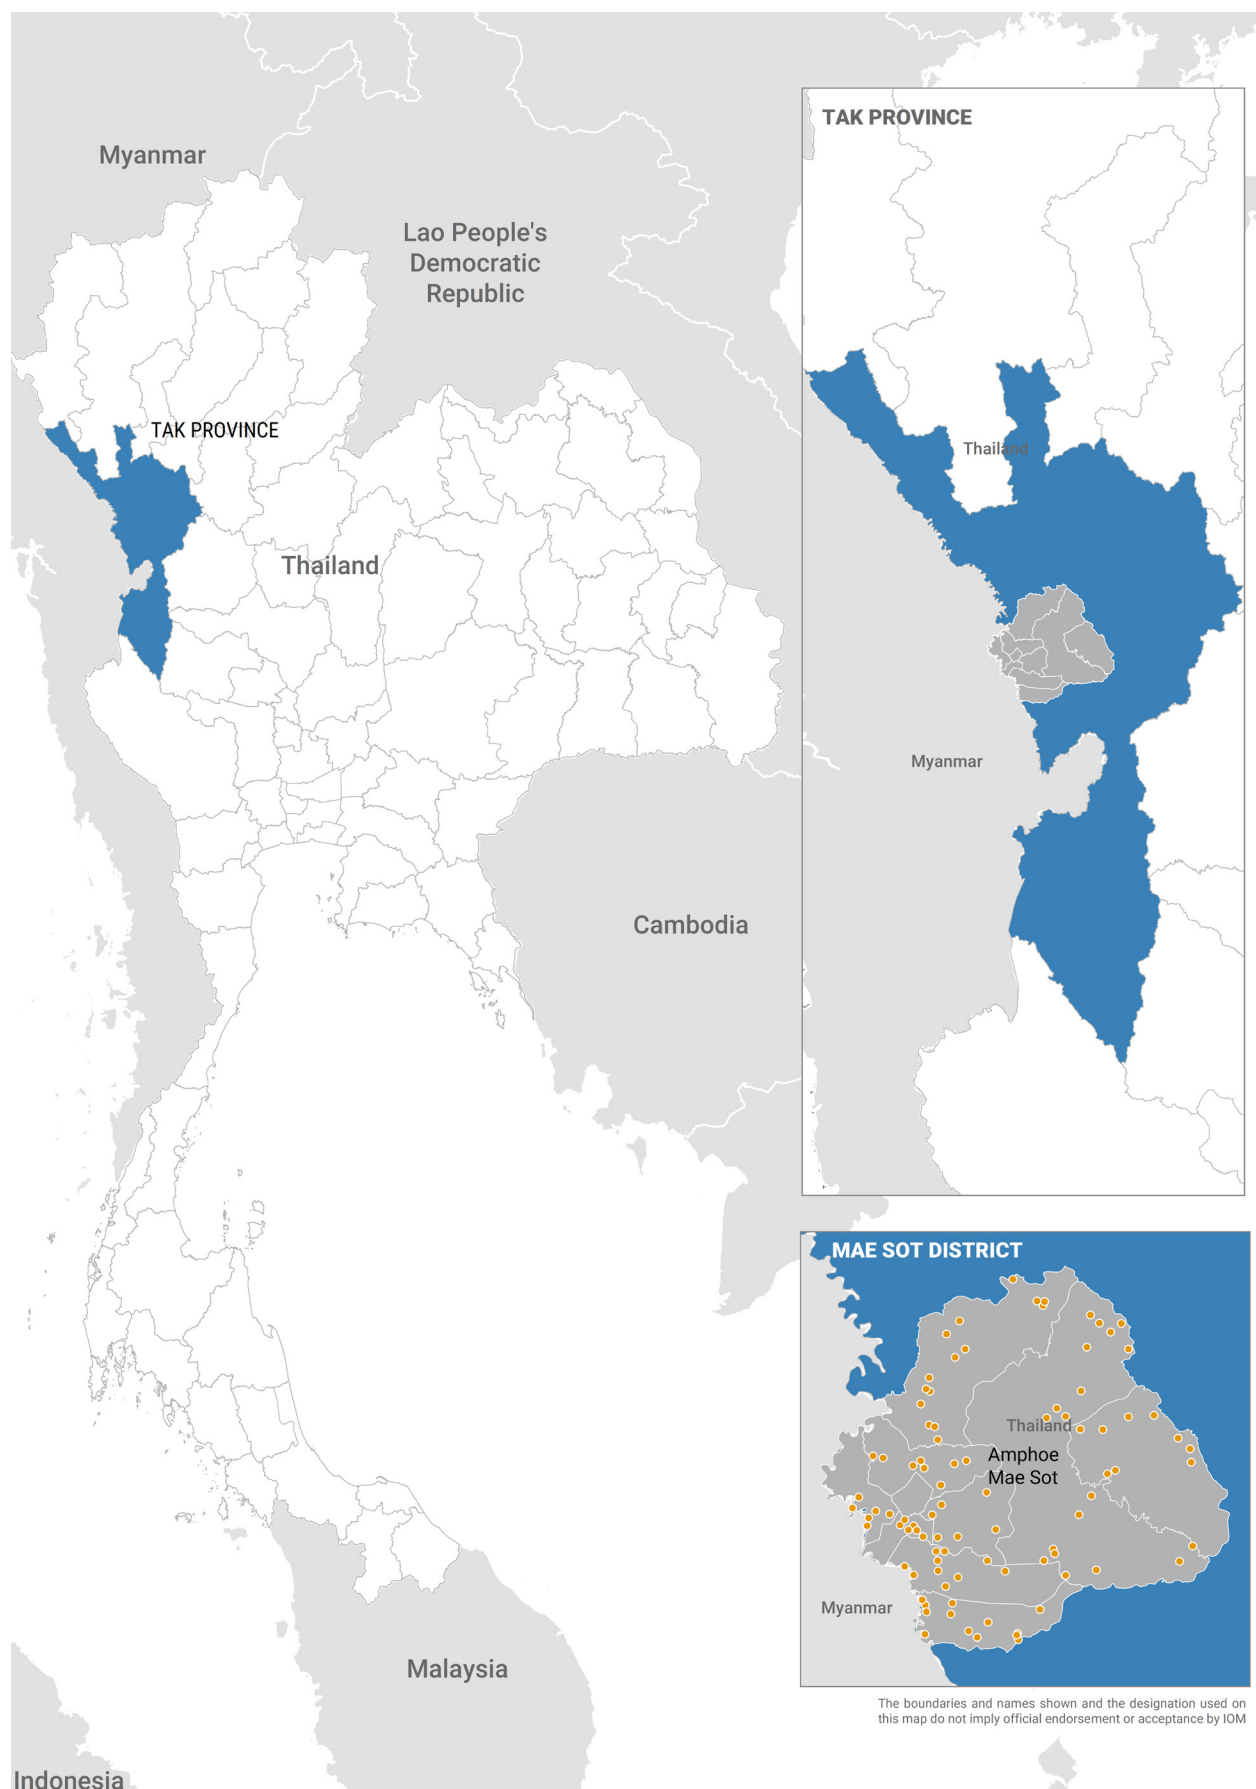 Myanmar
Lao People's
Democratic
Republic
TAK PROVINCE
Thailand
Cambodia
Malaysia
Indonesia
TAK PROVINCE
Thailand
Myanmar
MAE SOT DISTRICT
Thailand
Amphoe
Mae Sot
Myanmar
The boundaries and names shown and the designation used on
this map do not imply official endorsement or acceptance by IOM